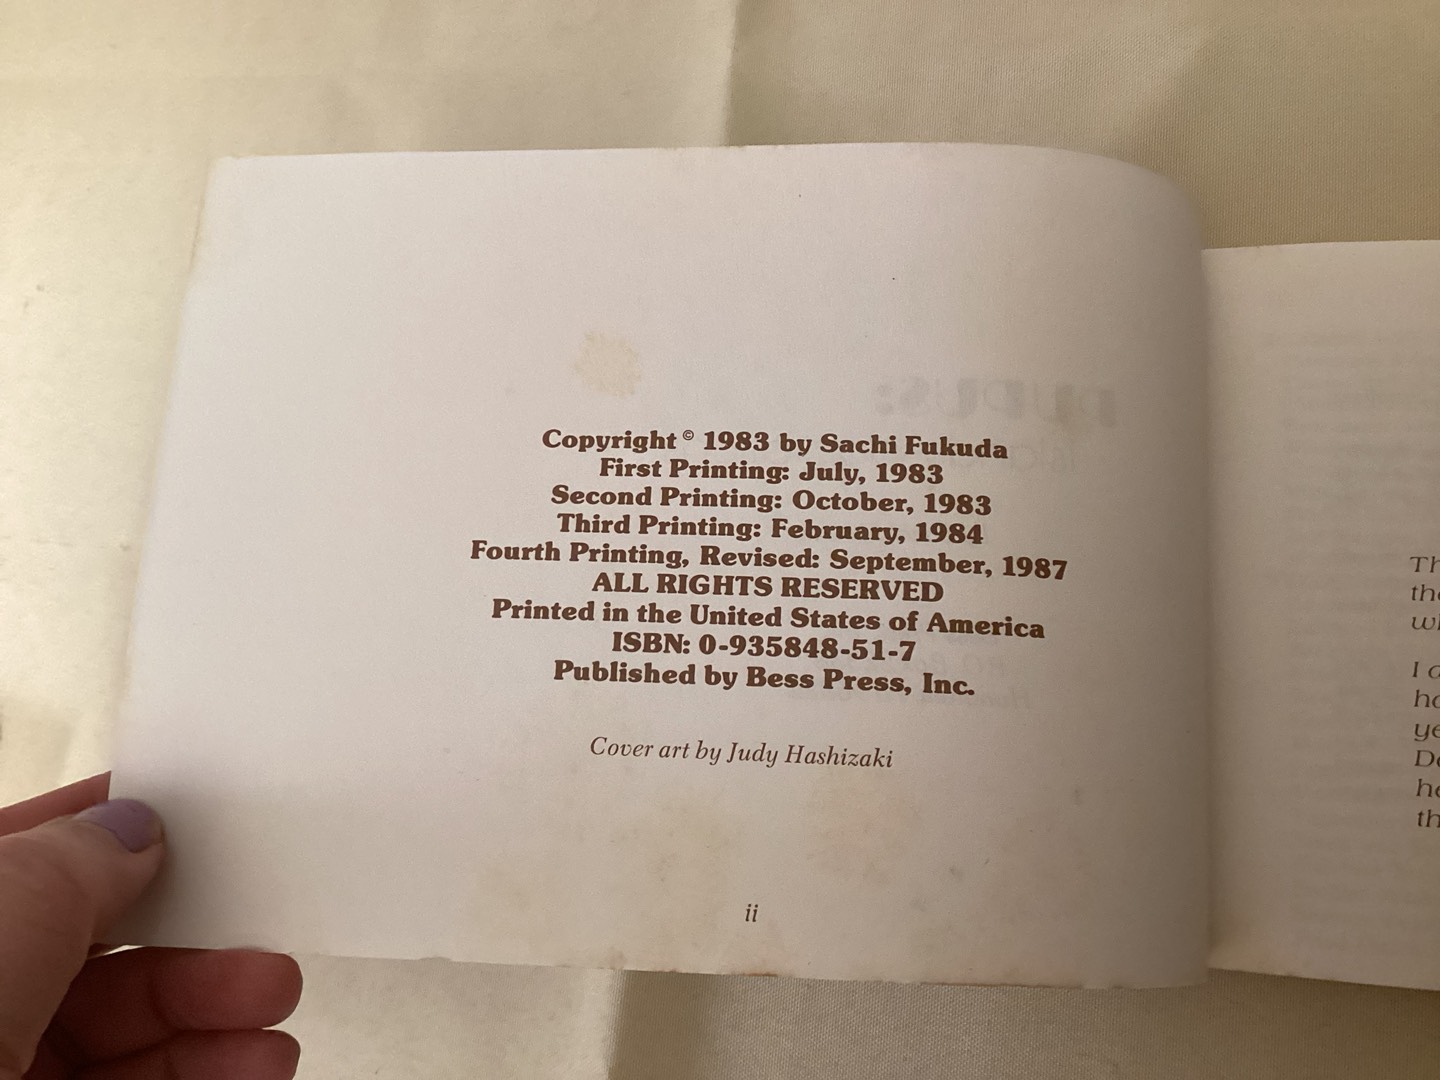 Copyright © 1983 by Sachi Fukuda
First Printing: July, 1983
Second Printing: October, 1983
Third Printing: February, 1984
Fourth Printing, Revised: September, 1987
ALL RIGHTS RESERVED
Printed in the United States of America
ISBN: 0-935848-51-7
Published by Bess Press, Inc.
Cover art by Judy Hashizaki
ii